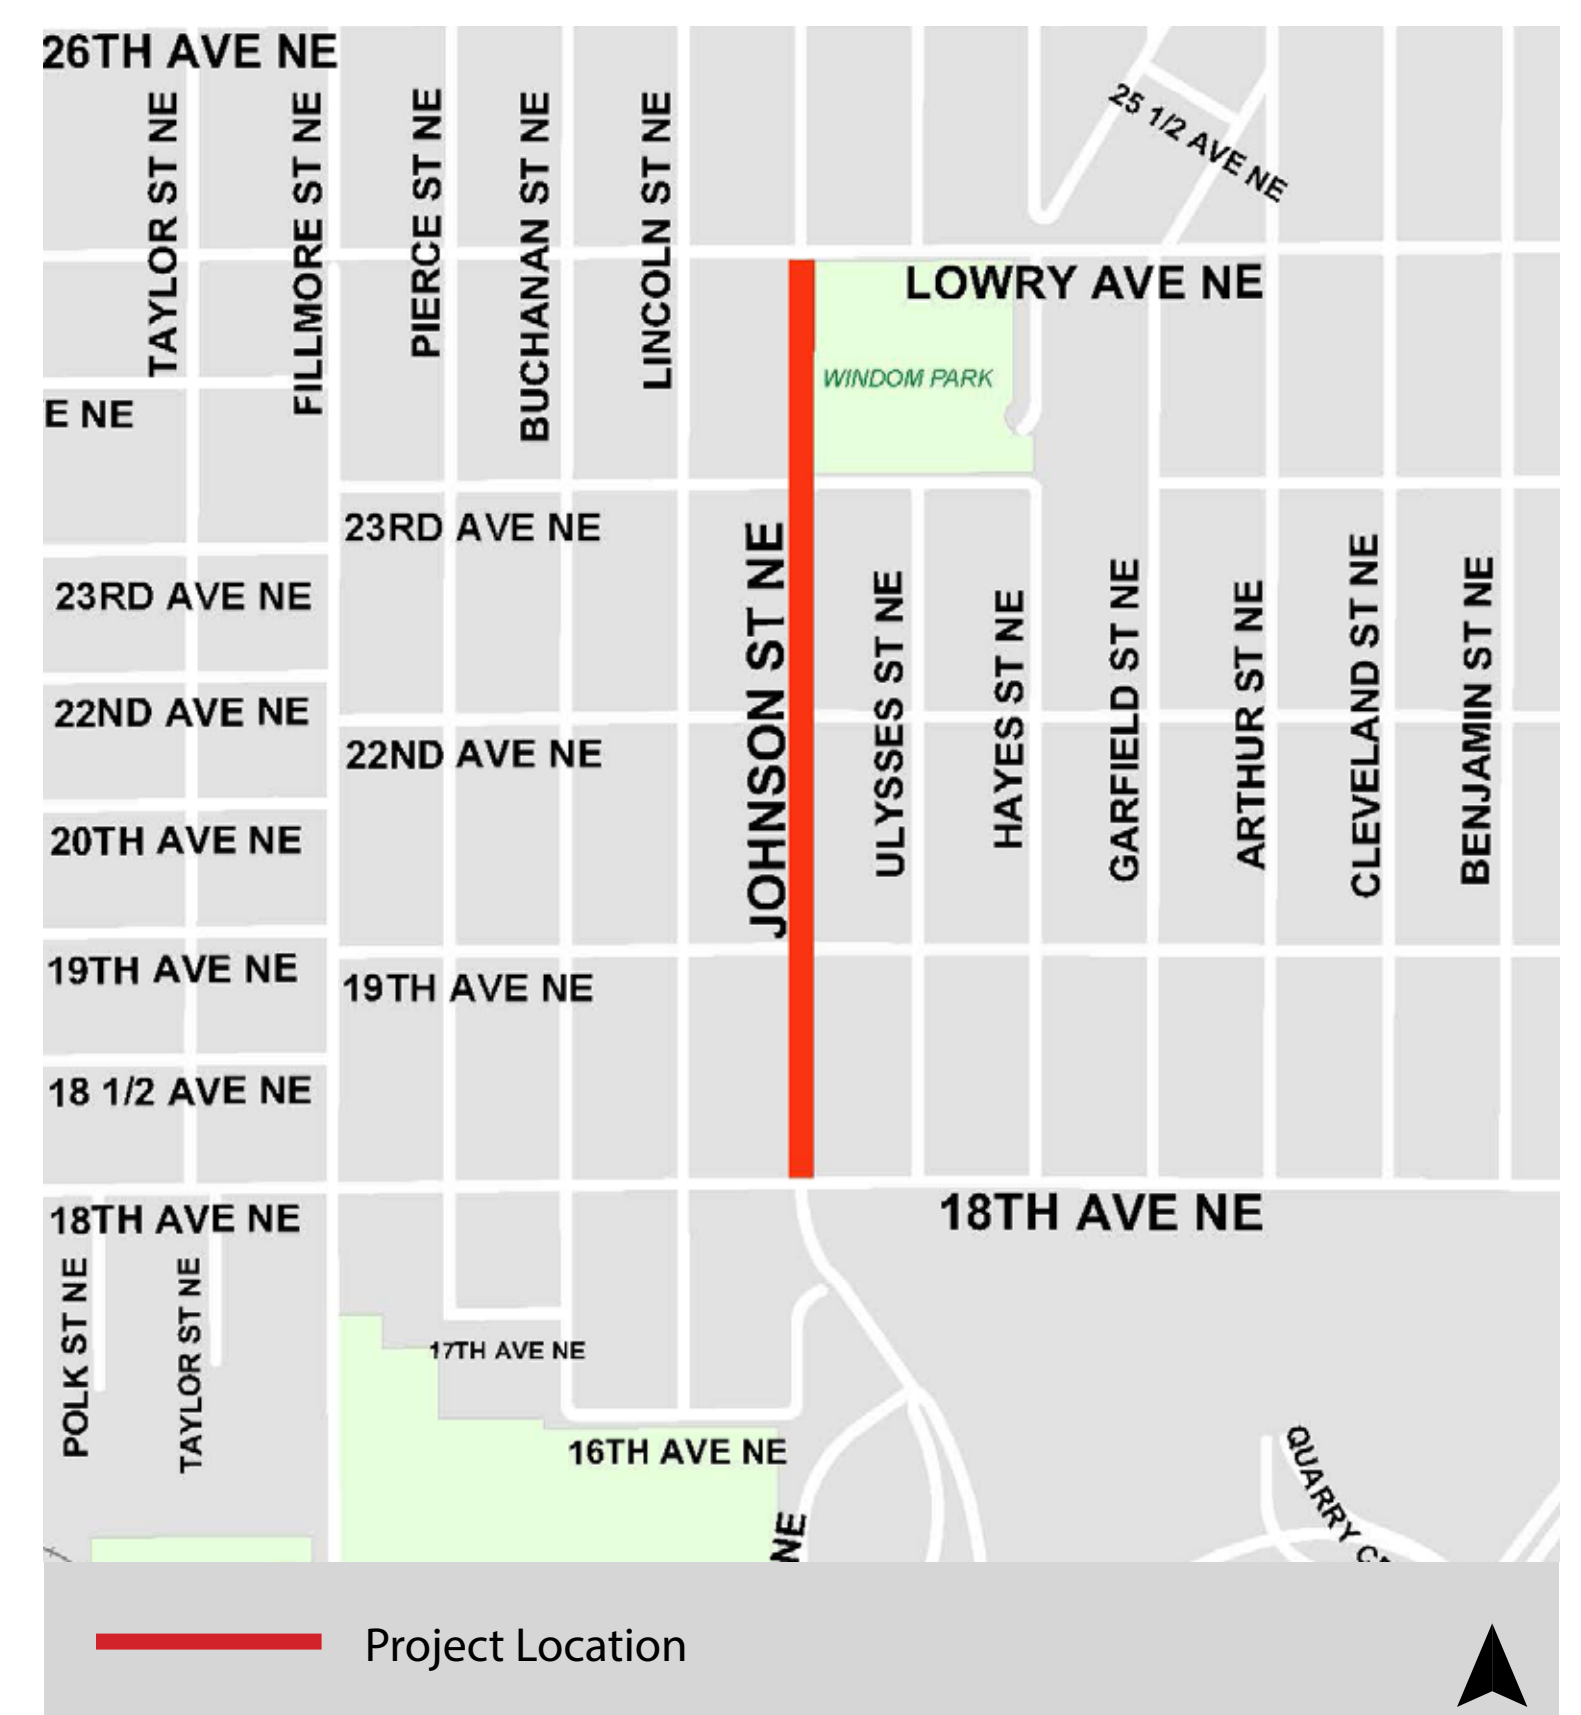 26TH AVE NE
TAYLOR ST NE
FILLMORE ST NE
PIERCE ST NE
BUCHANAN ST NE
LINCOLN ST NE
25 1/2 AVE NE
LOWRY AVE NE
WINDOM PARK
E NE
23RD AVE NE
23RD AVE NE
22ND AVE NE
22ND AVE NE
20TH AVE NE
19TH AVE NE
19TH AVE NE
18 1/2 AVE NE
JOHNSON ST NE
ULYSSES ST NE
HAYES ST NE
GARFIELD ST NE
ARTHUR ST NE
CLEVELAND ST NE
BENJAMIN ST NE
18TH AVE NE
18TH AVE NE
POLK ST NE
TAYLOR ST NE
17TH AVE NE
16TH AVE NE
NE
QUARRY
Project Location